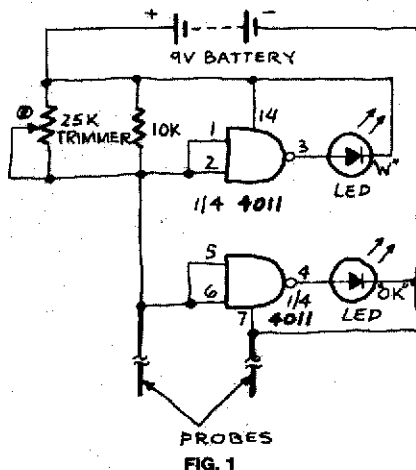 + -
9V BATTERY
25K
TRIMMER
10K
14
1
2
3
"W"
LED
1/4 4011
5
6
4
"OK"
1/4
7
4011
LED
PROBES
FIG. 1